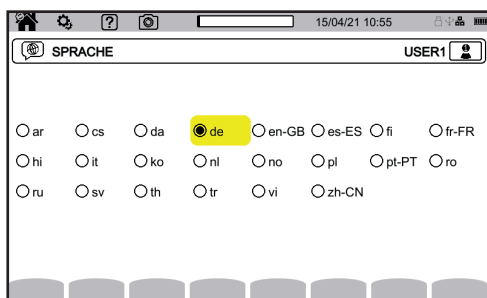 ?
15/04/21 10:55
SPRACHE
USER1
ar cs da de en-GB es-ES fi fr-FR
hi it ko nl no pl pt-PT ro
ru sv th tr vi zh-CN